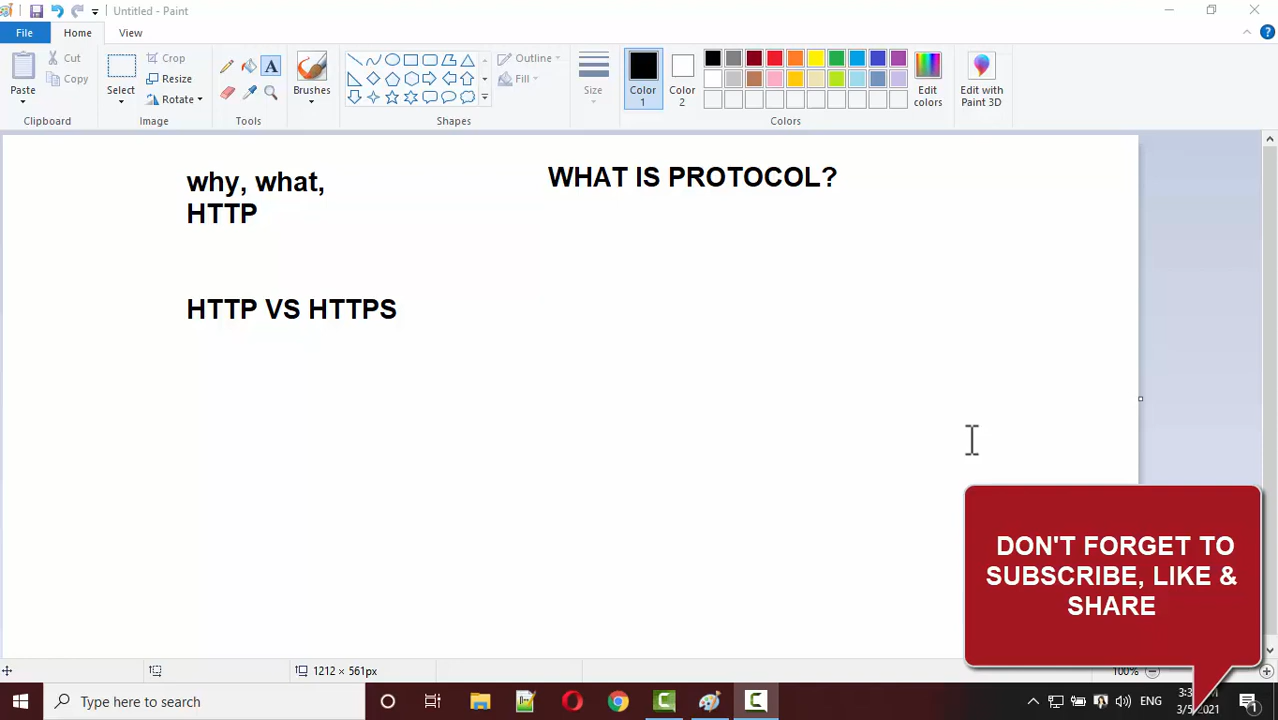 Untitled - Paint
File
Home
View
Paste
Cut
Copy
Clipboard
Select
Crop
Resize
Rotate
Image
A
Tools
Brushes
Outline
Fill
Shapes
Size
Color 1
Color 2
Edit colors
Edit with Paint 3D
Colors
why, what,
HTTP
WHAT IS PROTOCOL?
HTTP VS HTTPS
DON'T FORGET TO
SUBSCRIBE, LIKE &
SHARE
1212 × 561px
100%
Type here to search
ENG